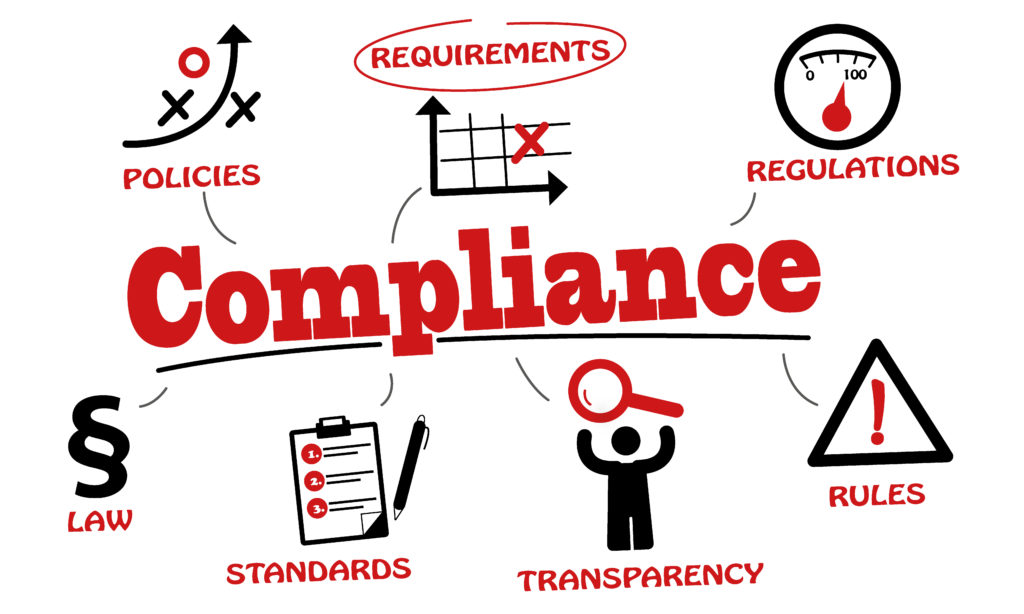 REQUIREMENTS
0 100
POLICIES
REGULATIONS
Compliance
§
LAW
1.
2.
3.
STANDARDS
TRANSPARENCY
!
RULES